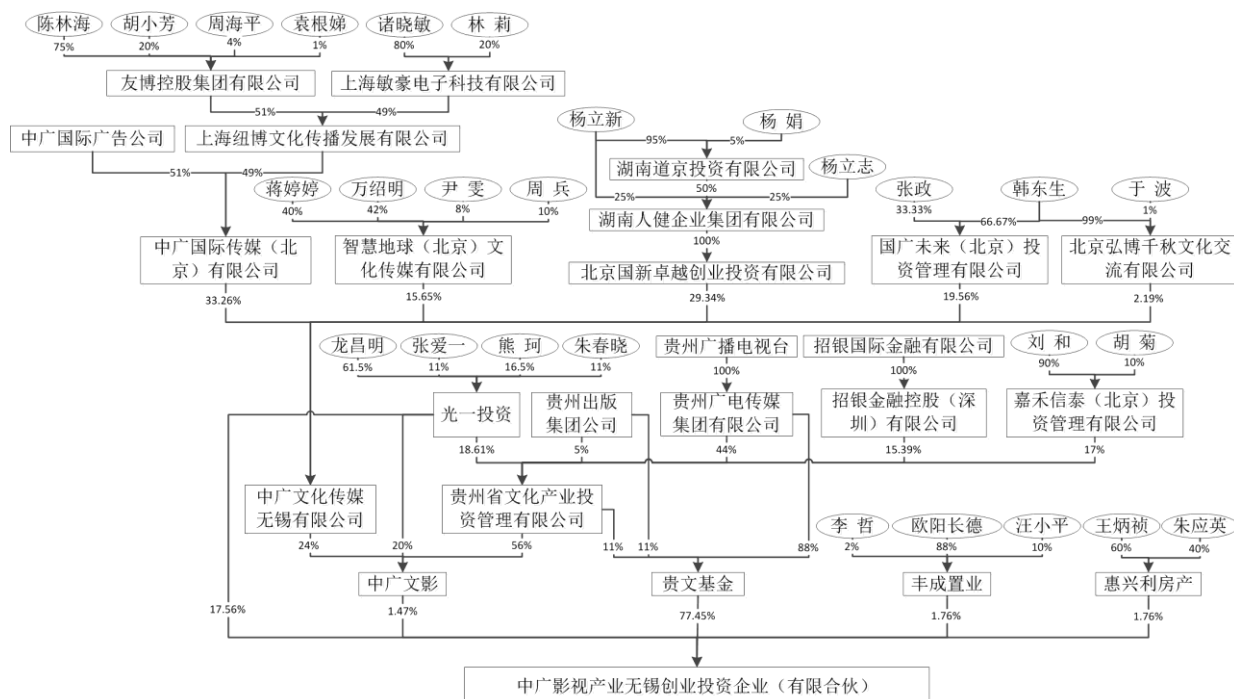 陈林海
胡小芳
周海平
袁根娣
诸晓敏
林 莉
75%
20%
4%
1%
80%
20%
友博控股集团有限公司
上海敏豪电子科技有限公司
51%
49%
中广国际广告公司
上海纽博文化传播发展有限公司
杨立新
杨 娟
95%
5%
湖南道京投资有限公司
杨立志
51%
49%
50%
25%
25%
蒋婷婷
万绍明
尹 雯
周 兵
40%
42%
8%
10%
湖南人健企业集团有限公司
100%
张政
韩东生
于 波
33.33%
66.67%
99%
1%
中广国际传媒(北
京)有限公司
智慧地球(北京)文
化传媒有限公司
北京国新卓越创业投资有限公司
国广未来(北京)投
资管理有限公司
北京弘博千秋文化交
流有限公司
33.26%
15.65%
29.34%
19.56%
2.19%
龙昌明
张爱一
熊 珂
朱春晓
贵州广播电视台
招银国际金融有限公司
刘 和
胡 菊
61.5%
11%
16.5%
11%
100%
100%
90%
10%
光一投资
贵州出版
集团公司
贵州广电传媒
集团有限公司
招银金融控股(深
圳)有限公司
嘉禾信泰(北京)投
资管理有限公司
18.61%
5%
44%
15.39%
17%
中广文化传媒
无锡有限公司
贵州省文化产业投
资管理有限公司
李 哲
欧阳长德
汪小平
王炳祯
朱应英
24%
20%
56%
11%
11%
88%
2%
88%
10%
60%
40%
中广文影
贵文基金
丰成置业
惠兴利房产
17.56%
1.47%
77.45%
1.76%
1.76%
中广影视产业无锡创业投资企业(有限合伙)